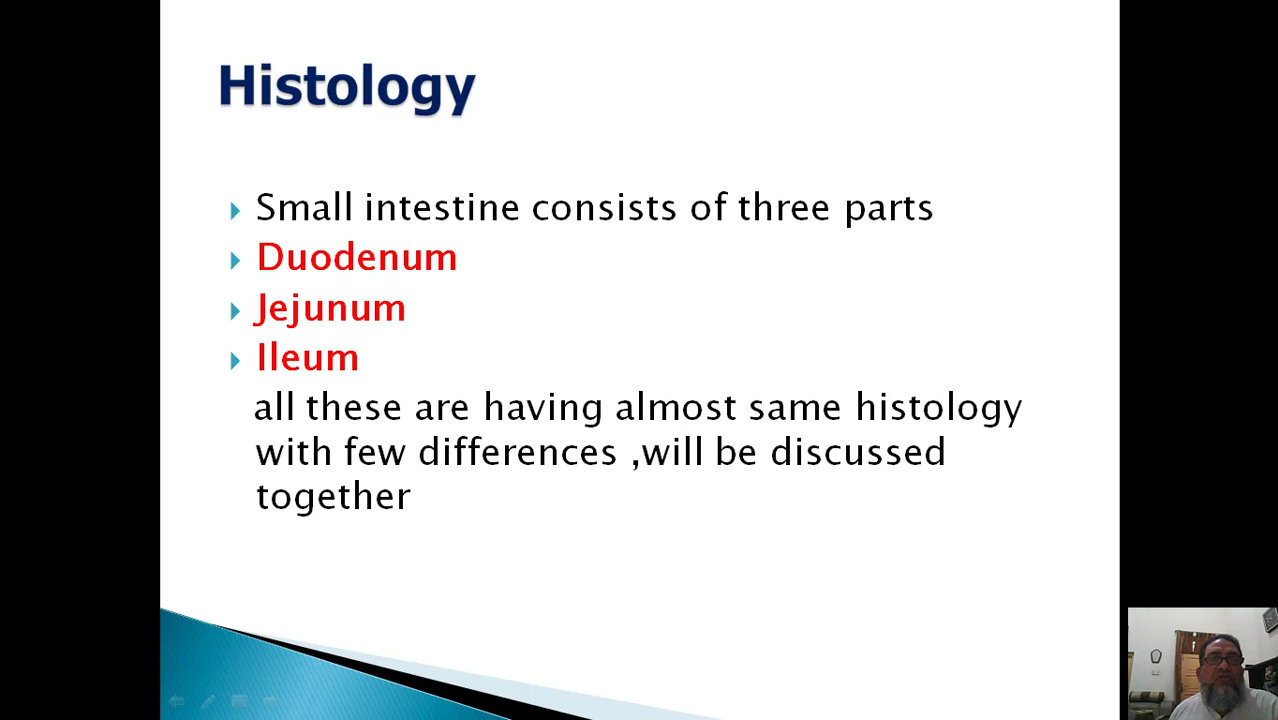 Histology
Small intestine consists of three parts
Duodenum
Jejunum
Ileum
all these are having almost same histology
with few differences ,will be discussed
together